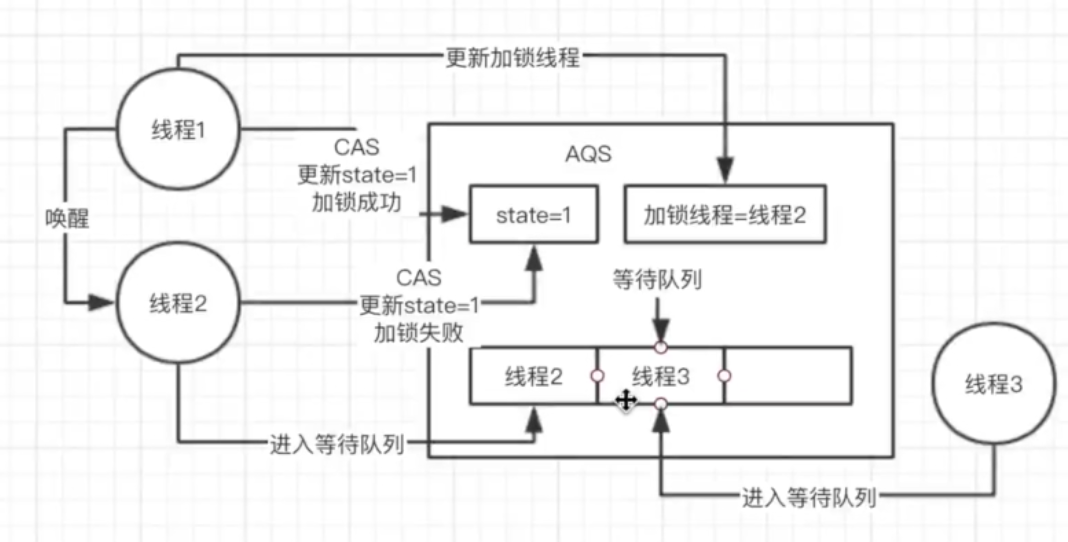 更新加锁线程
线程1
CAS
更新state=1
加锁成功
AQS
state=1
加锁线程=线程2
唤醒
线程2
CAS
更新state=1
加锁失败
等待队列
线程2
线程3
线程3
进入等待队列
进入等待队列